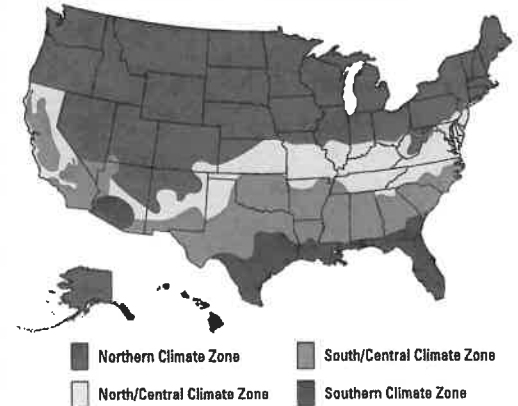 Northern Climate Zone
South/Central Climate Zone
North/Central Climate Zone
Southern Climate Zone